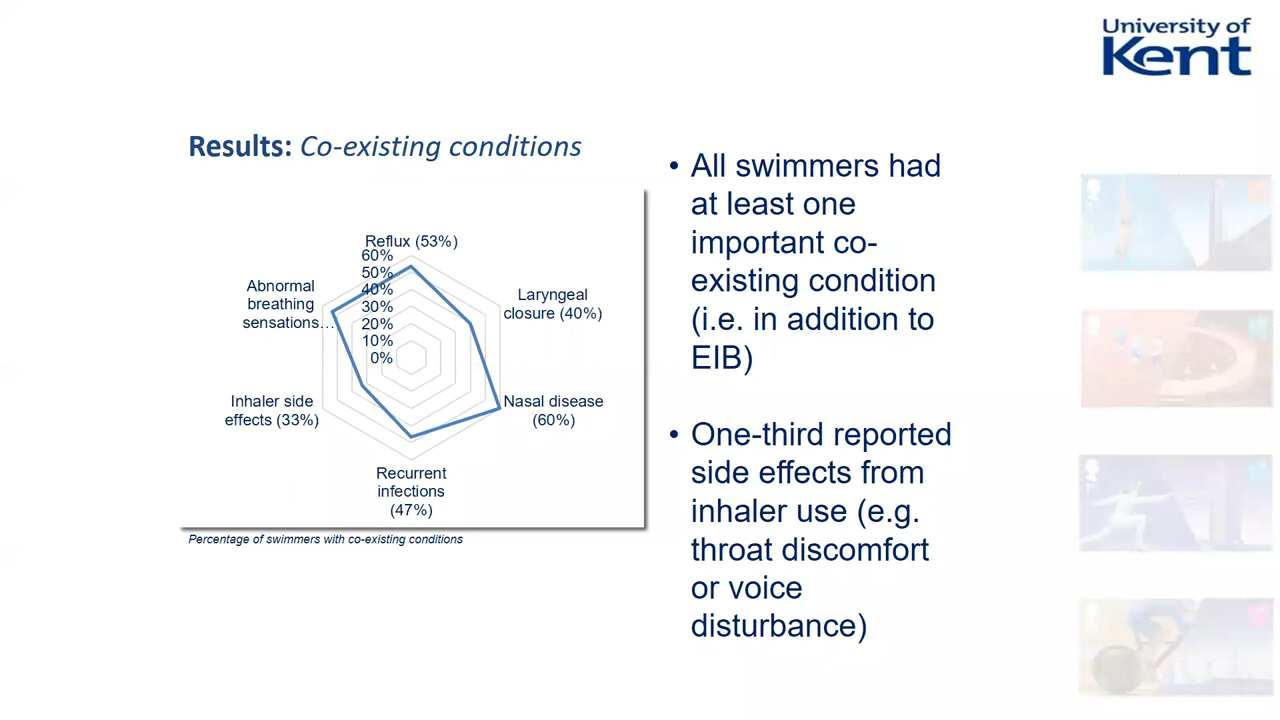 University of
Kent
Results: Co-existing conditions
Reflux (53%)
60%
50%
40%
30%
20%
10%
0%
Laryngeal
closure (40%)
Nasal disease
(60%)
Recurrent
infections
(47%)
Inhaler side
effects (33%)
Abnormal
breathing
sensations…
Percentage of swimmers with co-existing conditions
• All swimmers had
at least one
important co-
existing condition
(i.e. in addition to
EIB)
• One-third reported
side effects from
inhaler use (e.g.
throat discomfort
or voice
disturbance)